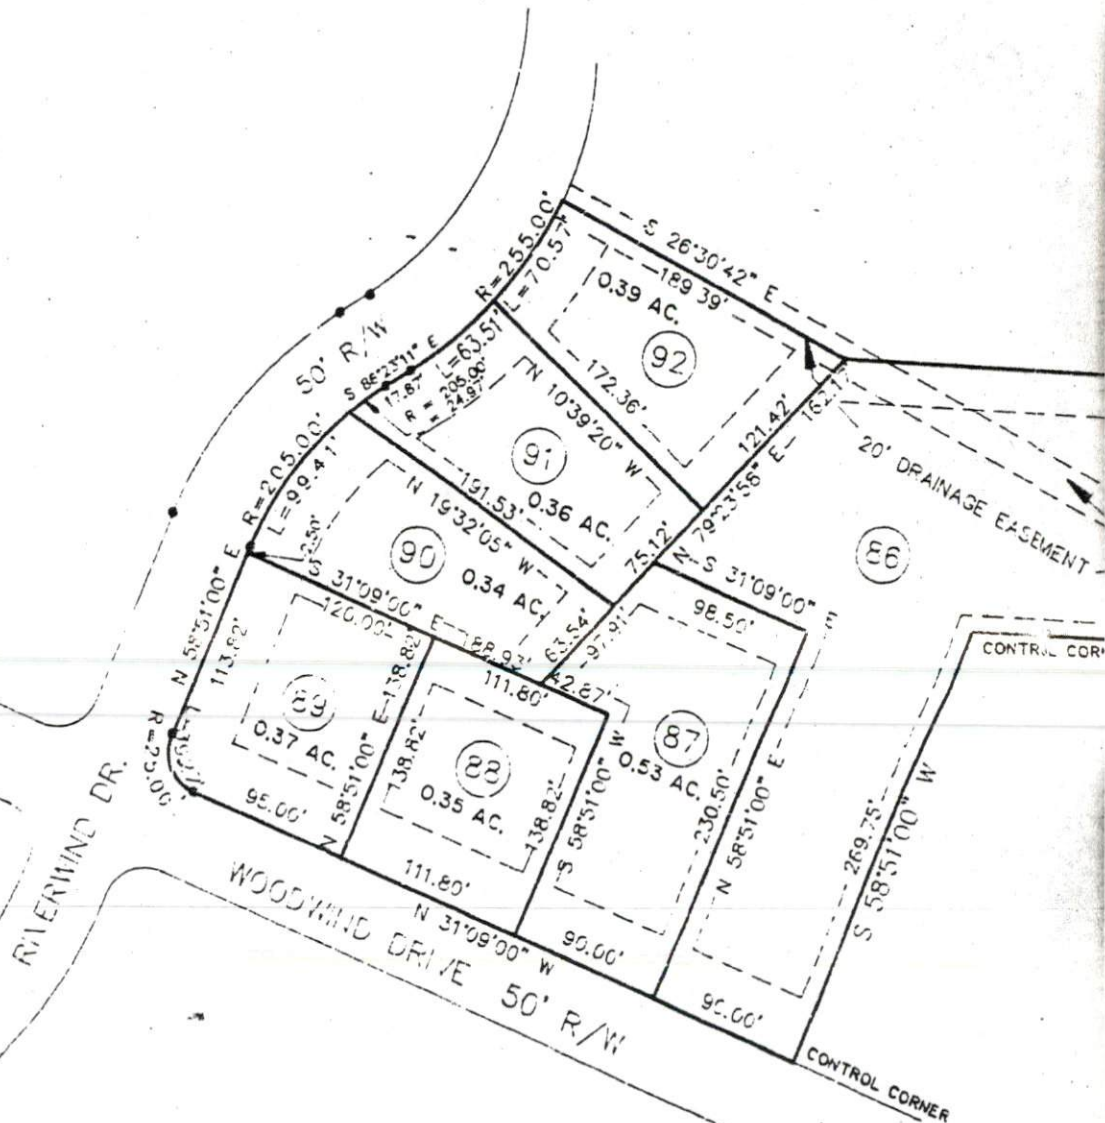 R=255.00'
L=70.57'
S 26°30'42" E
189.39'
0.39 AC.
92
172.36'
N 10°39'20" W
121.42'
N 79°23'58" E
20' DRAINAGE EASEMENT
50' R/W
S 88°23'11" E
L=63.51'
17.87'
R = 205.00'
24.97'
91
0.36 AC.
191.53'
N 19°32'05" W
75.12'
86
R=205.00'
L=99.41'
2.50'
90
0.34 AC.
S 31°09'00" E
188.93'
63.54'
S 31°09'00" E
98.50'
CONTROL
N 58°51'00" E
113.82'
120.00'
89
0.37 AC.
138.82'
N 58°51'00" E
111.80'
42.87'
88
0.35 AC.
138.82'
138.82'
S 58°51'00" W
87
0.53 AC.
230.50'
N 58°51'00" E
269.75'
S 58°51'00" W
R=25.00'
95.00'
111.80'
N 31°09'00" W
90.00'
90.00'
RIVERWIND DR.
WOODWIND DRIVE 50' R/W
CONTROL CORNER